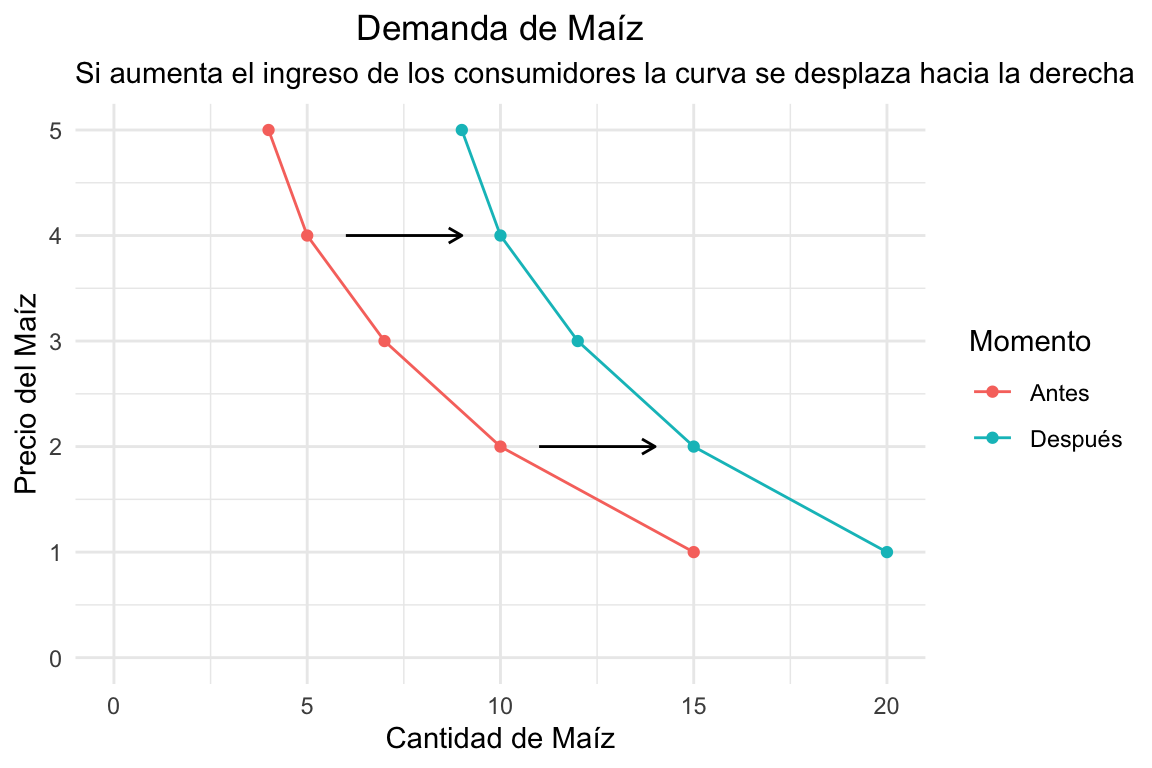 Demanda de Maíz
Si aumenta el ingreso de los consumidores la curva se desplaza hacia la derecha
5
4
3
2
1
0
Precio del Maíz
0 5 10 15 20
Cantidad de Maíz
Momento
Antes
Después